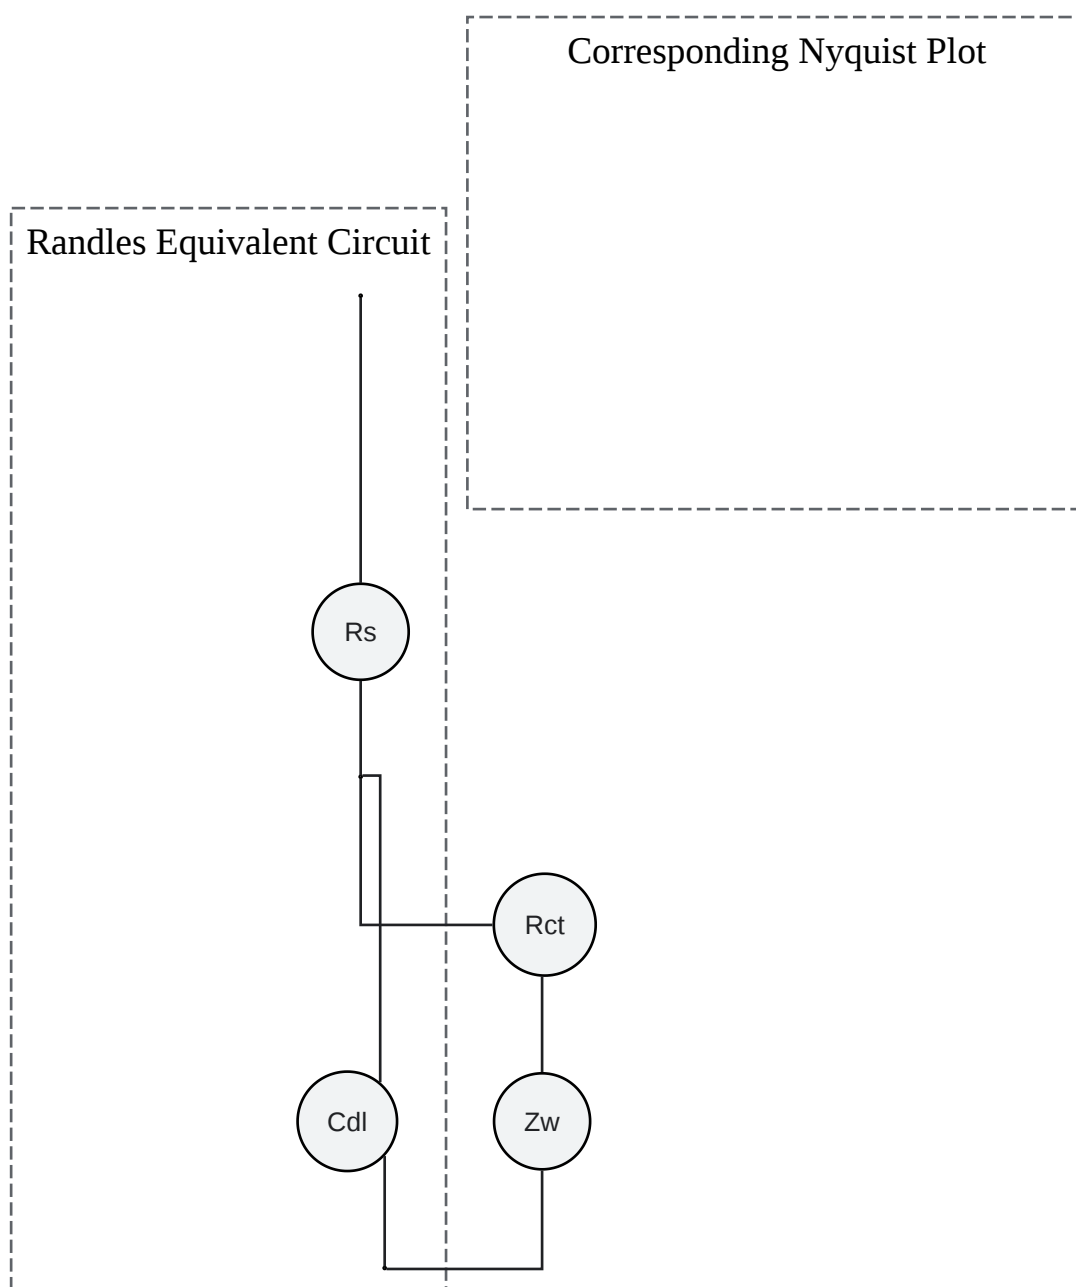 Corresponding Nyquist Plot
Randles Equivalent Circuit
Rs
Rct
Cdl
Zw